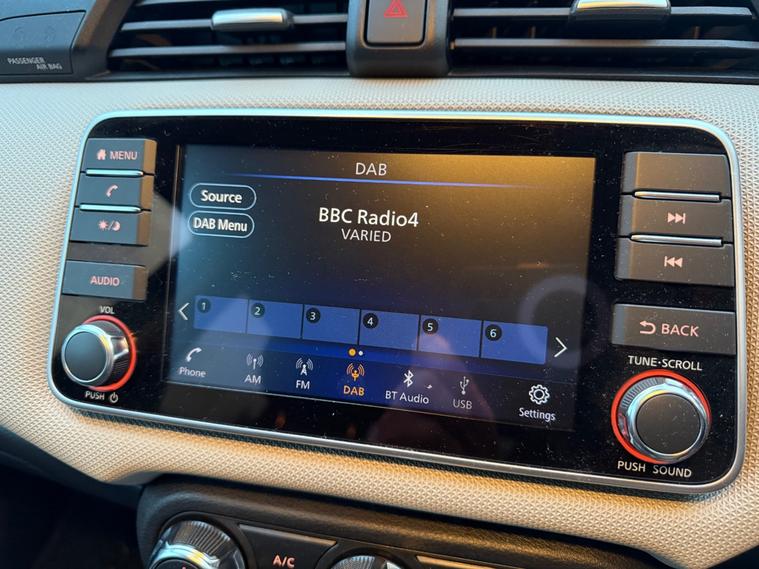 PASSENGER
AIR BAG
MENU
AUDIO
VOL
PUSH
DAB
Source
DAB Menu
BBC Radio4
VARIED
1 2 3 4 5 6
Phone
AM
FM
DAB
BT Audio
USB
Settings
BACK
TUNE·SCROLL
PUSH SOUND
A/C